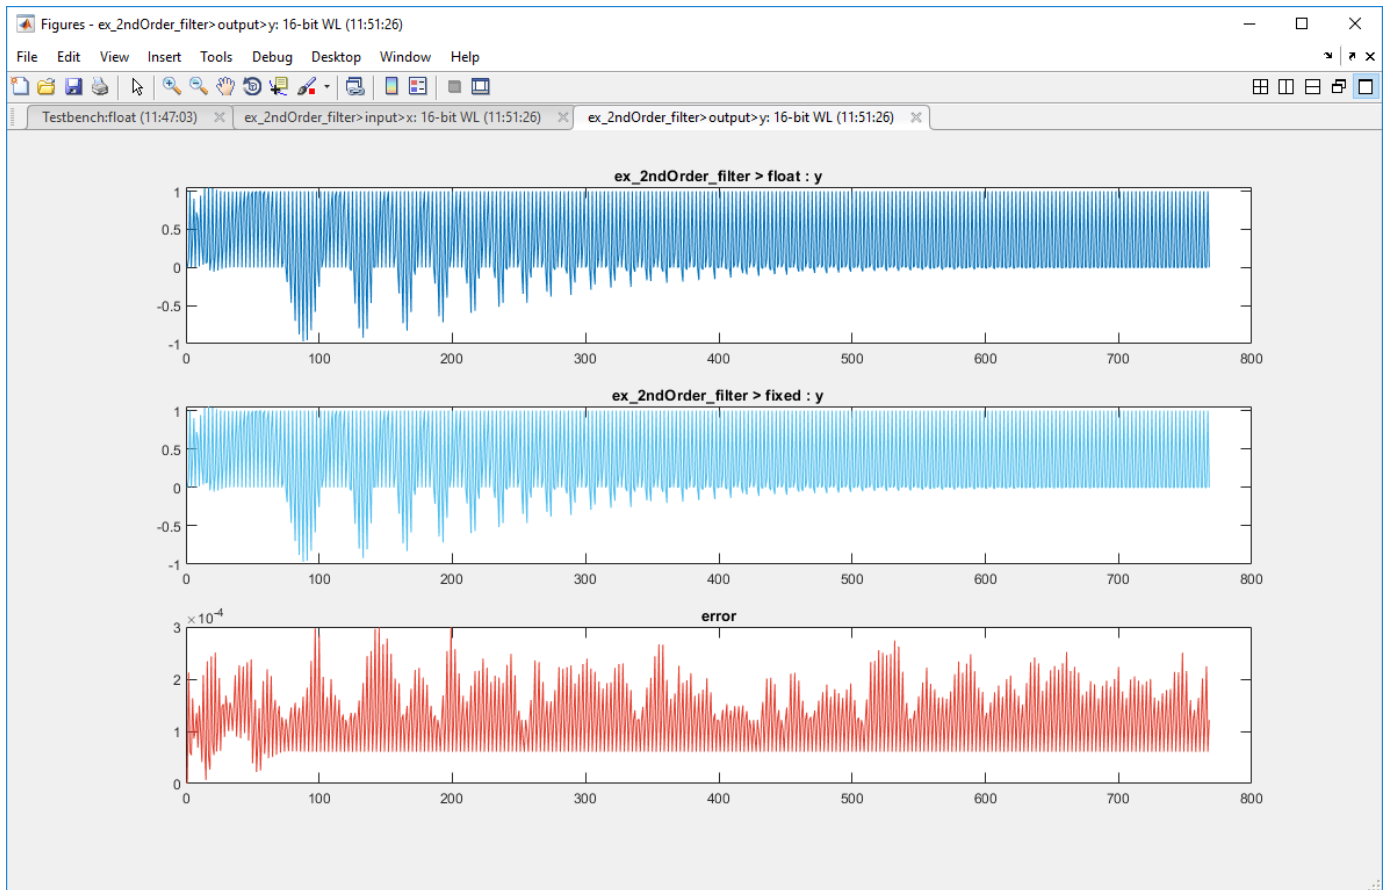 Figures - ex_2ndOrder_filter>output>y: 16-bit WL (11:51:26)
File Edit View Insert Tools Debug Desktop Window Help
Testbench:float (11:47:03) ex_2ndOrder_filter>input>x: 16-bit WL (11:51:26) ex_2ndOrder_filter>output>y: 16-bit WL (11:51:26)
ex_2ndOrder_filter > float : y
1
0.5
0
-0.5
-1
0 100 200 300 400 500 600 700 800
ex_2ndOrder_filter > fixed : y
1
0.5
0
-0.5
-1
0 100 200 300 400 500 600 700 800
error
×10^-4
3
2
1
0
0 100 200 300 400 500 600 700 800